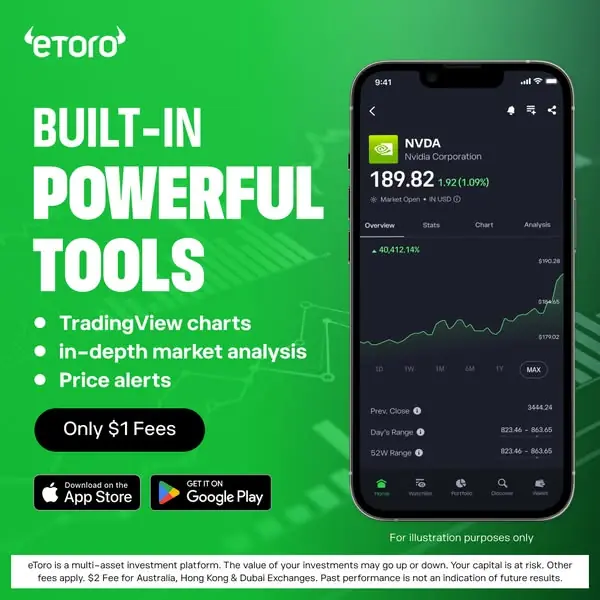 eToro
BUILT-IN
POWERFUL
TOOLS
TradingView charts
in-depth market analysis
Price alerts
Only $1 Fees
Download on the
App Store
GET IT ON
Google Play
9:41
NVDA
Nvidia Corporation
189.82 1.92 (1.09%)
Market Open • IN USD
Overview Stats Chart Analysis
40,412,14%
$190.28
$184.65
$179.02
1D 1W 1M 6M 1Y MAX
Prev. Close 3444.24
Day's Range 823.46 - 863.65
52W Range 823.46 - 863.65
Home Watchlist Portfolio Discover Wallet
For illustration purposes only
eToro is a multi-asset investment platform. The value of your investments may go up or down. Your capital is at risk. Other
fees apply. $2 Fee for Australia, Hong Kong & Dubai Exchanges. Past performance is not an indication of future results.